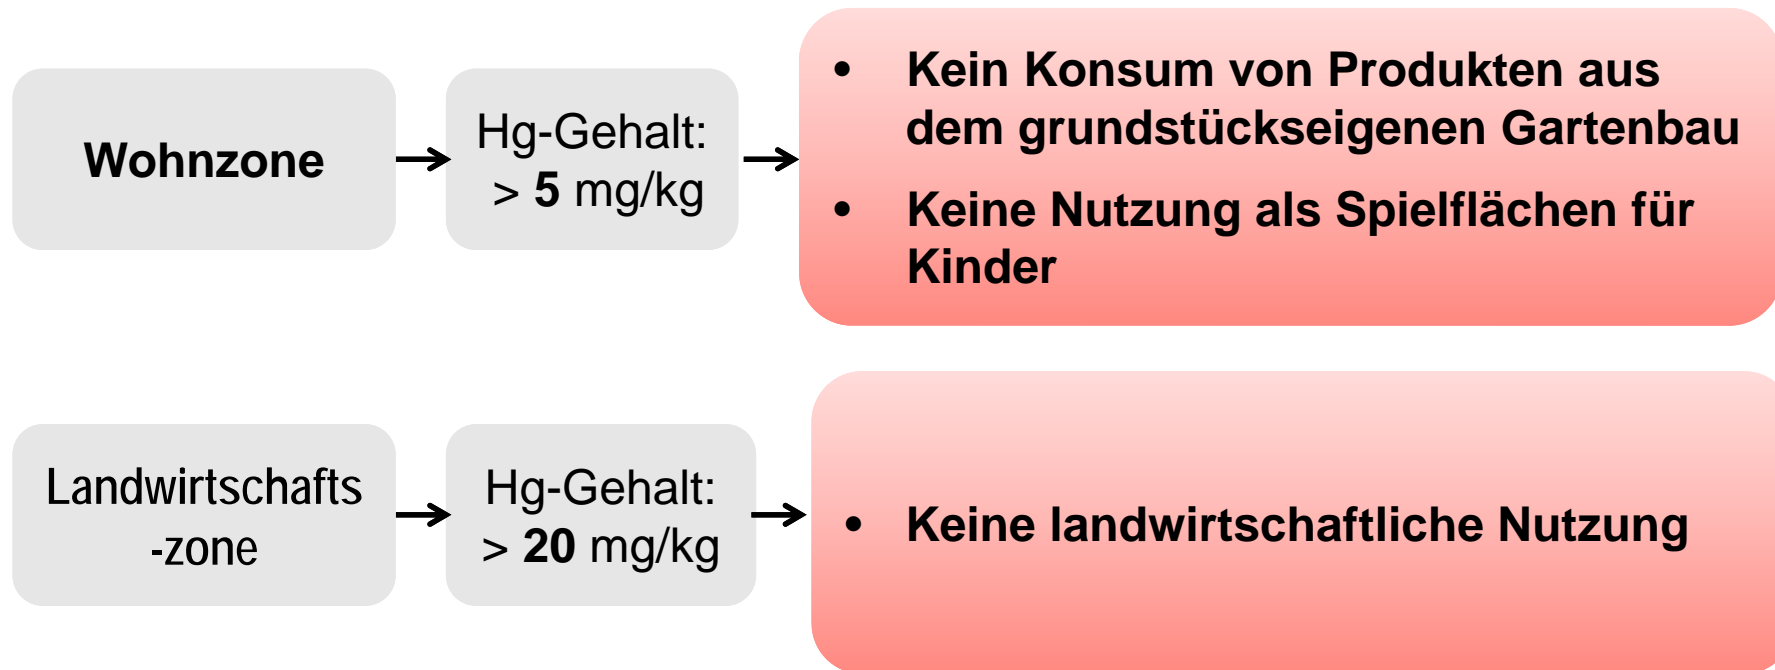 Wohnzone
Hg-Gehalt:
> 5 mg/kg
• Kein Konsum von Produkten aus
dem grundstückseigenen Gartenbau
• Keine Nutzung als Spielflächen für
Kinder
Landwirtschafts
-zone
Hg-Gehalt:
> 20 mg/kg
• Keine landwirtschaftliche Nutzung